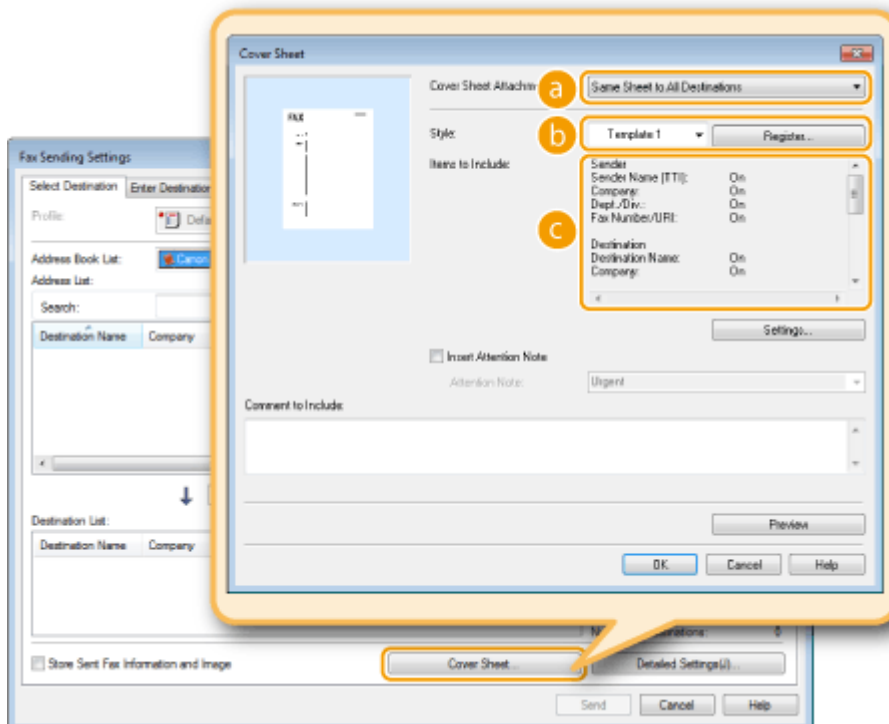 Cover Sheet
Cover Sheet Attachm
a
Same Sheet to All Destinations
FAX
Style:
b
Template 1
Register...
Items to Include:
c
Sender
Sender Name (TTI): On
Company: On
Dept./Div.: On
Fax Number/URI: On
Destination
Destination Name: On
Company: On
Settings...
Insert Attention Note
Attention Note:
Urgent
Comment to Include:
Preview
OK
Cancel
Help
Fax Sending Settings
Select Destination
Enter Destination
Profile:
Defa
Address Book List:
Canon
Address List:
Search:
Destination Name
Company
Destination List:
Destination Name
Company
Store Sent Fax Information and Image
Cover Sheet...
Detailed Settings(J)...
Send
Cancel
Help